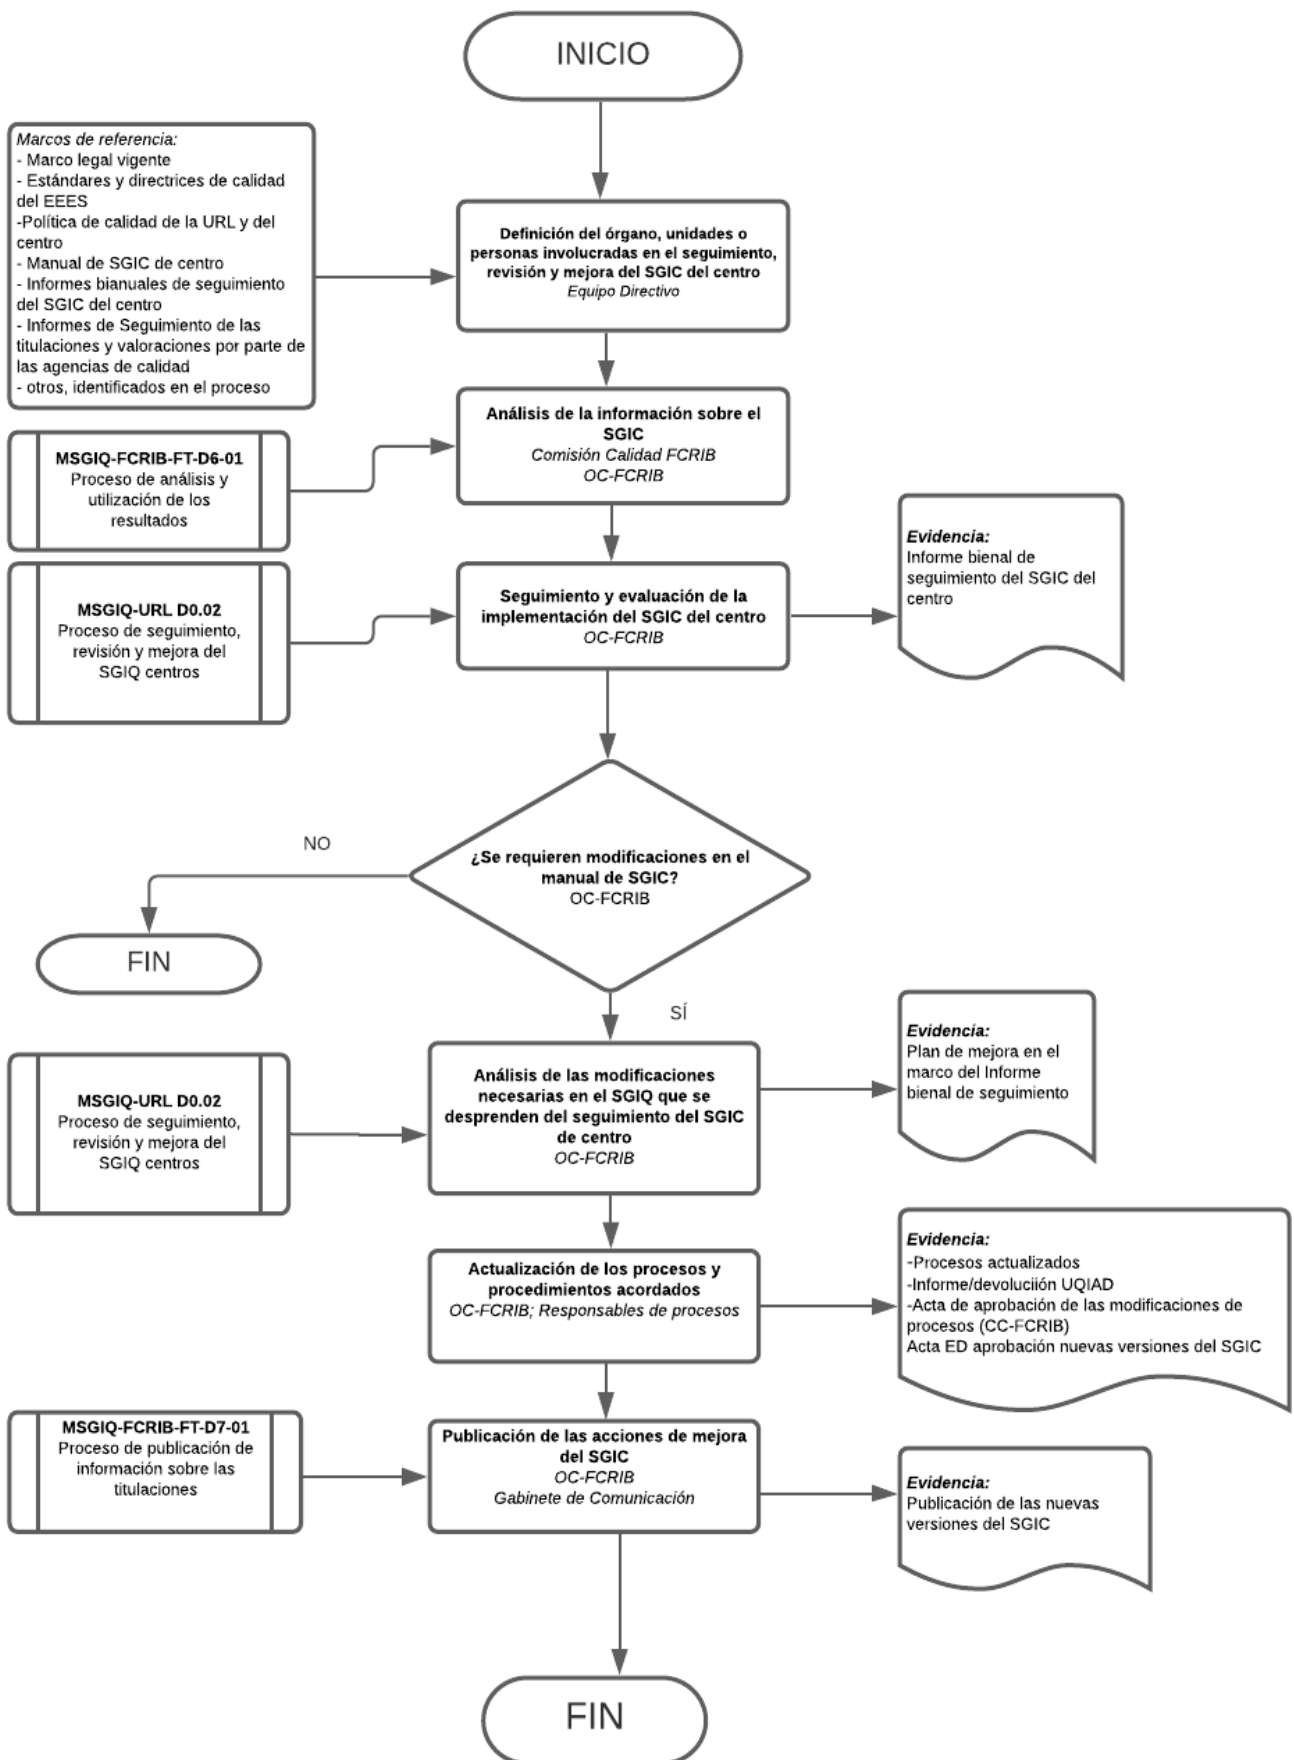 INICIO
Marcos de referencia:
- Marco legal vigente
- Estándares y directrices de calidad
del EEES
-Política de calidad de la URL y del
centro
- Manual de SGIC de centro
- Informes bianuales de seguimiento
del SGIC del centro
- Informes de Seguimiento de las
titulaciones y valoraciones por parte de
las agencias de calidad
- otros, identificados en el proceso
Definición del órgano, unidades o
personas involucradas en el seguimiento,
revisión y mejora del SGIC del centro
Equipo Directivo
MSGIQ-FCRIB-FT-D6-01
Proceso de análisis y
utilización de los
resultados
Análisis de la información sobre el
SGIC
Comisión Calidad FCRIB
OC-FCRIB
MSGIQ-URL D0.02
Proceso de seguimiento,
revisión y mejora del
SGIQ centros
Seguimiento y evaluación de la
implementación del SGIC del centro
OC-FCRIB
Evidencia:
Informe bienal de
seguimiento del SGIC del
centro
¿Se requieren modificaciones en el
manual de SGIC?
OC-FCRIB
NO
FIN
SÍ
MSGIQ-URL D0.02
Proceso de seguimiento,
revisión y mejora del
SGIQ centros
Análisis de las modificaciones
necesarias en el SGIQ que se
desprenden del seguimiento del SGIC
de centro
OC-FCRIB
Evidencia:
Plan de mejora en el
marco del Informe
bienal de seguimiento
Actualización de los procesos y
procedimientos acordados
OC-FCRIB; Responsables de procesos
Evidencia:
-Procesos actualizados
-Informe/devoluciión UQIAD
-Acta de aprobación de las modificaciones de
procesos (CC-FCRIB)
Acta ED aprobación nuevas versiones del SGIC
MSGIQ-FCRIB-FT-D7-01
Proceso de publicación de
información sobre las
titulaciones
Publicación de las acciones de mejora
del SGIC
OC-FCRIB
Gabinete de Comunicación
Evidencia:
Publicación de las nuevas
versiones del SGIC
FIN